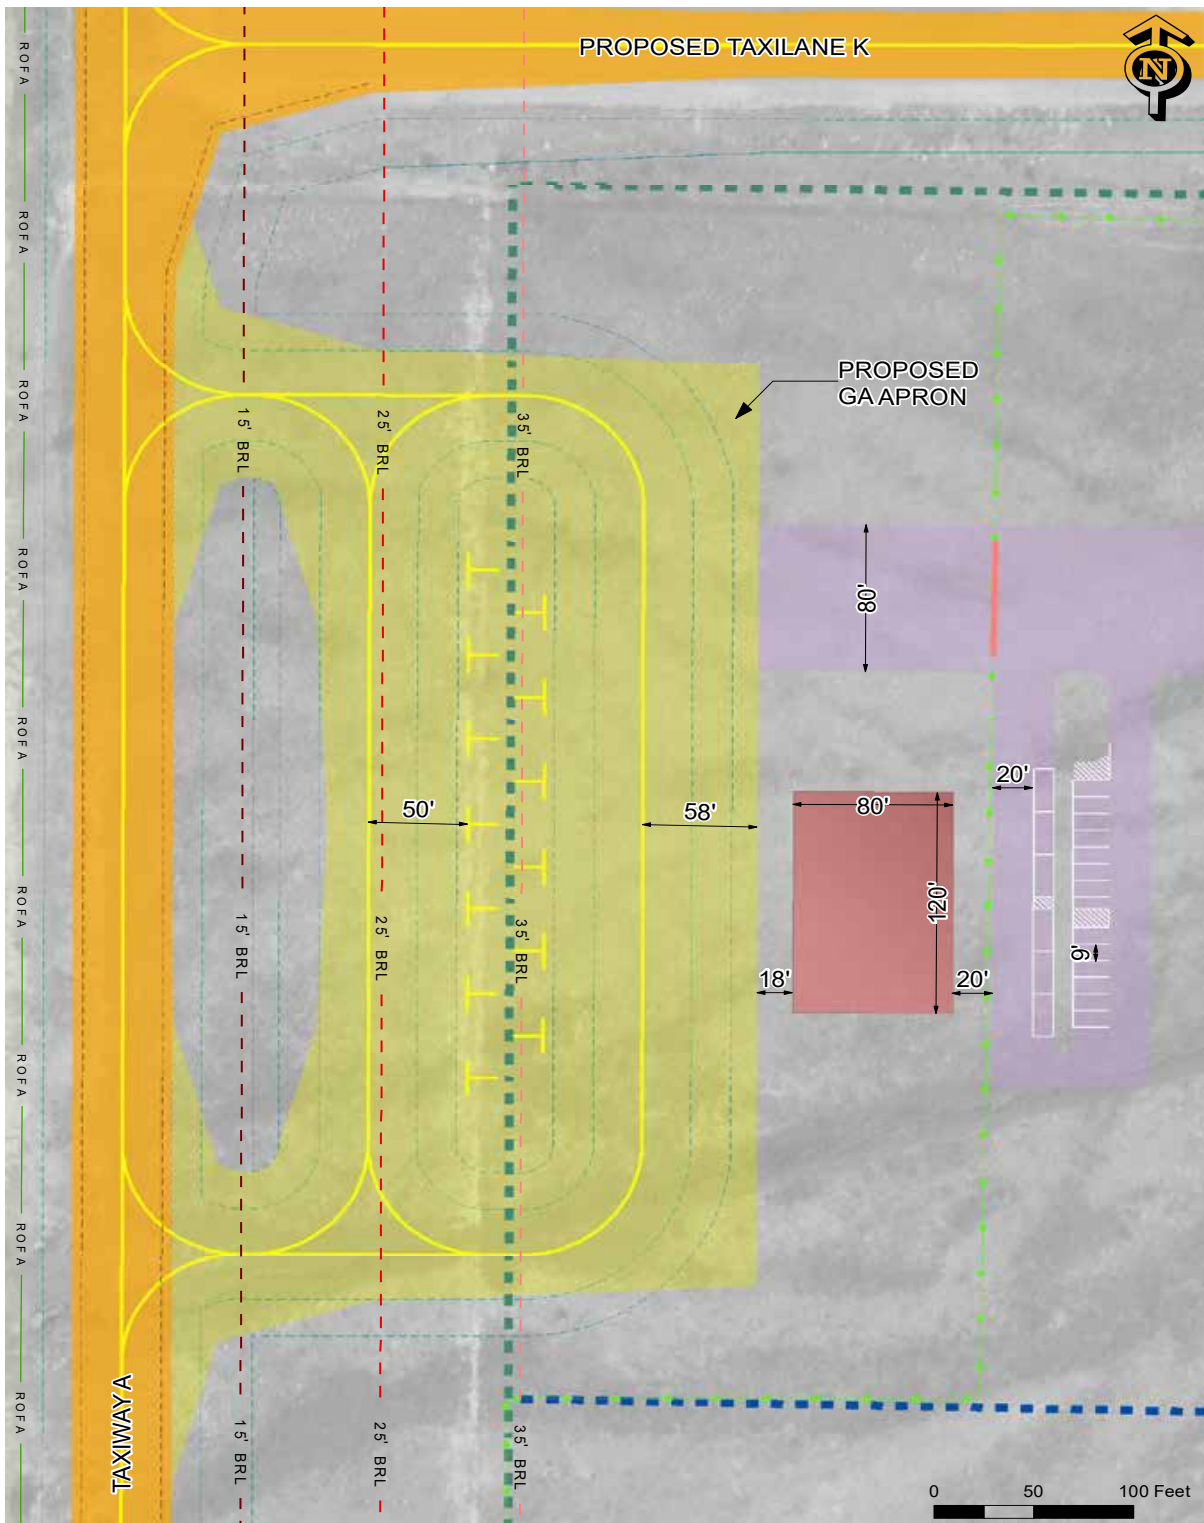 PROPOSED TAXILANE K
N
ROFA
ROFA
ROFA
ROFA
ROFA
ROFA
ROFA
ROFA
ROFA
PROPOSED
GA APRON
15' BRL
25' BRL
35' BRL
80'
20'
50'
58'
80'
120'
15' BRL
25' BRL
35' BRL
9'
18'
20'
TAXIWAY A
15' BRL
25' BRL
35' BRL
0 50 100 Feet